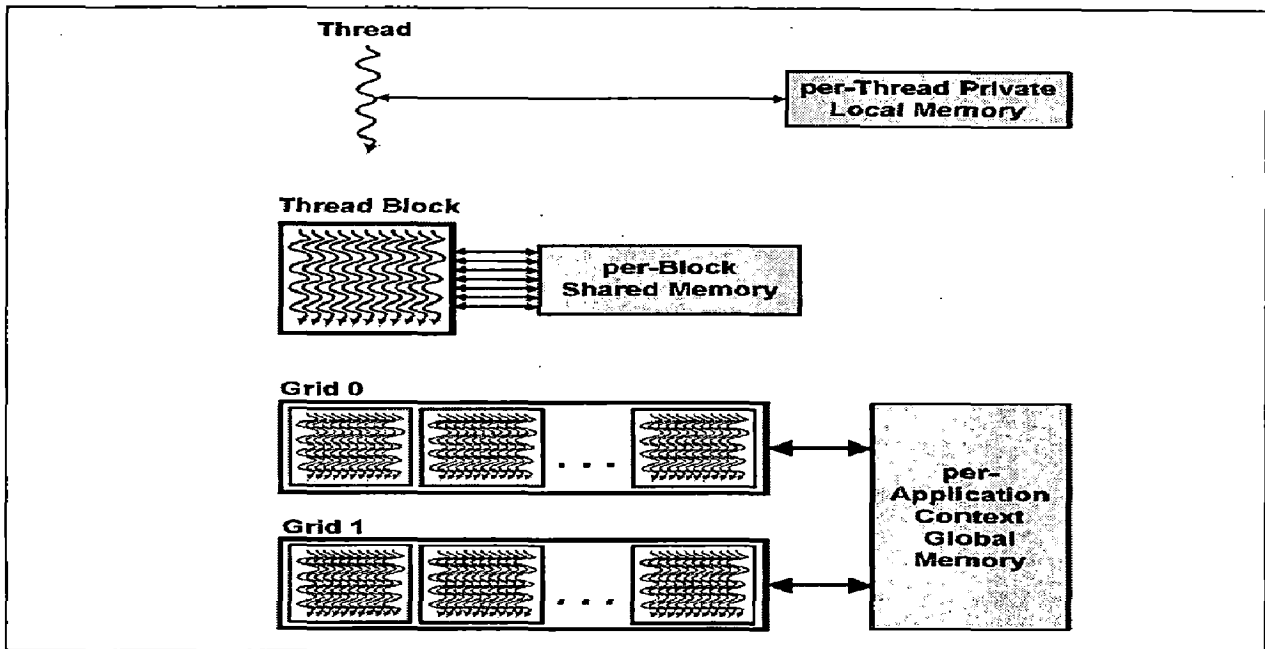 Thread
per-Thread Private
Local Memory
Thread Block
per-Block
Shared Memory
Grid 0
. . .
per-
Application
Context
Global
Memory
Grid 1
. . .